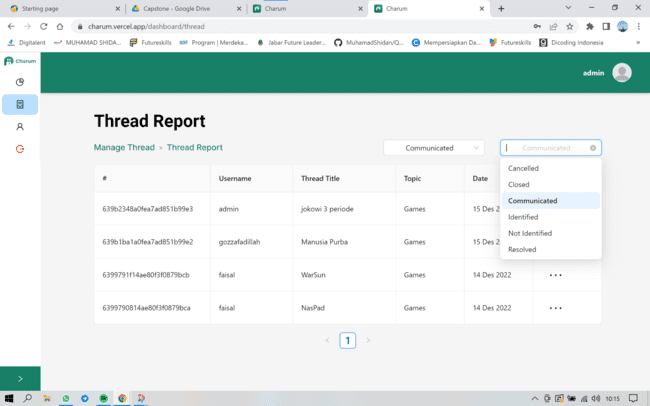 Starting page
Capstone - Google Drive
Charum
Charum
charum.vercel.app/dashboard/thread
Digitalent
MUHAMAD SHIDA...
Futureskills
Program | Merdeka...
Jabar Future Leader...
MuhamadShidan/Q...
Mempersiapkan Da...
Futureskills
Dicoding Indonesia
»
Charum
admin
Thread Report
Manage Thread > Thread Report
Communicated
Communicated
Cancelled
Closed
Communicated
Identified
Not Identified
Resolved
# Username Thread Title Topic Date
639b2348a0fea7ad851b99e3 admin jokowi 3 periode Games 15 Des 2
639b1ba1a0fea7ad851b99e2 gozzafadillah Manusia Purba Games 15 Des 2
6399791f14ae80f3f0879bcb faisal WarSun Games 14 Des 2022 •••
6399790814ae80f3f0879bca faisal NasPad Games 14 Des 2022 •••
< 1 >
>
10:15